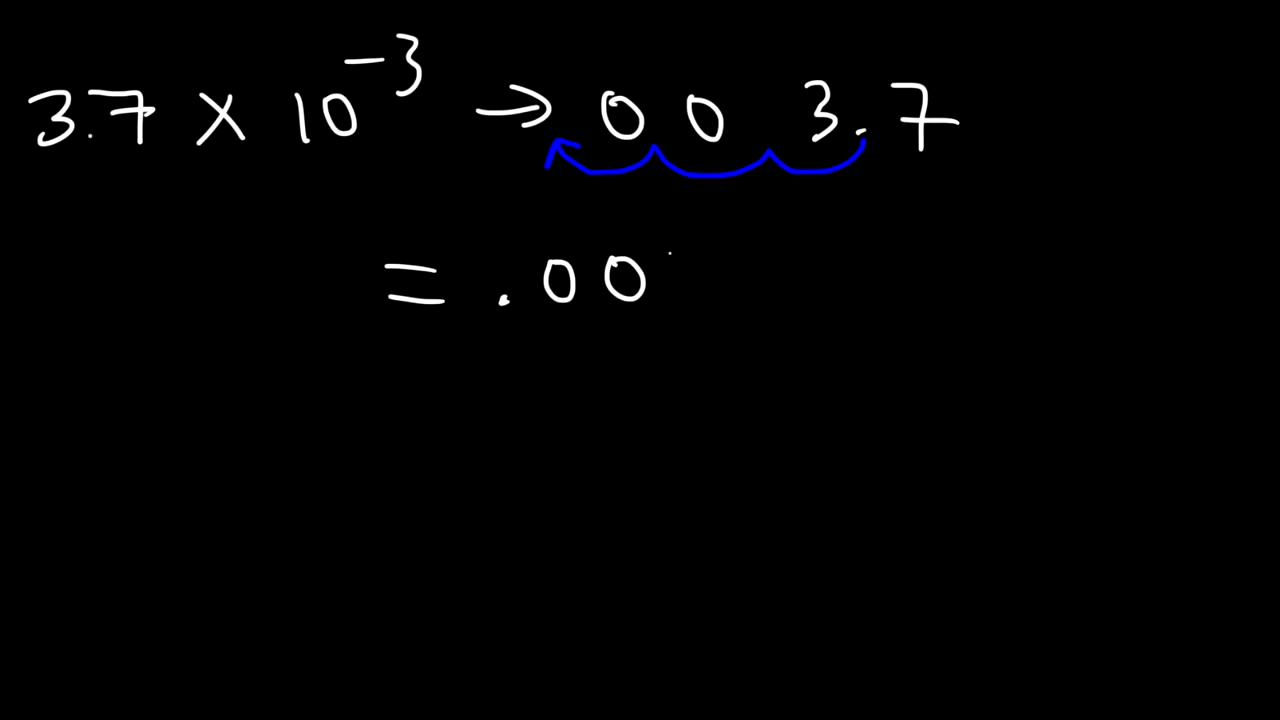 3.7 × 10⁻³ → 0 0 3.7
= .00